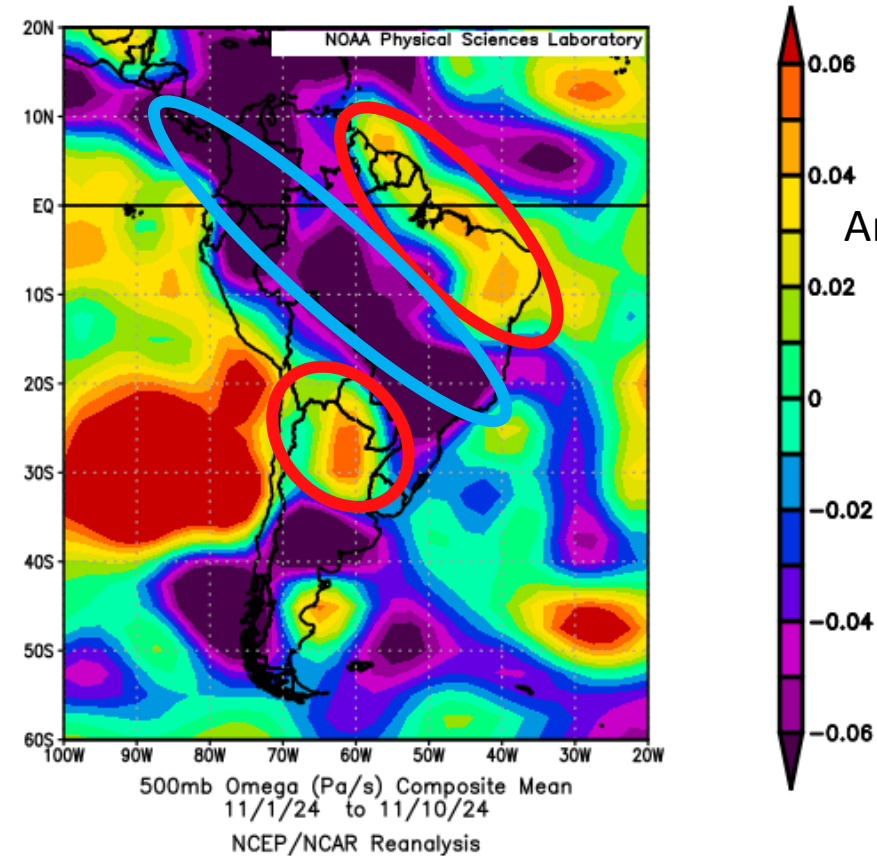 NOAA Physical Sciences Laboratory
20N
10N
EQ
10S
20S
30S
40S
50S
60S
100W 90W 80W 70W 60W 50W 40W 30W 20W
500mb Omega (Pa/s) Composite Mean
11/1/24 to 11/10/24
NCEP/NCAR Reanalysis
0.06
0.04
0.02
0
-0.02
-0.04
-0.06
Ar